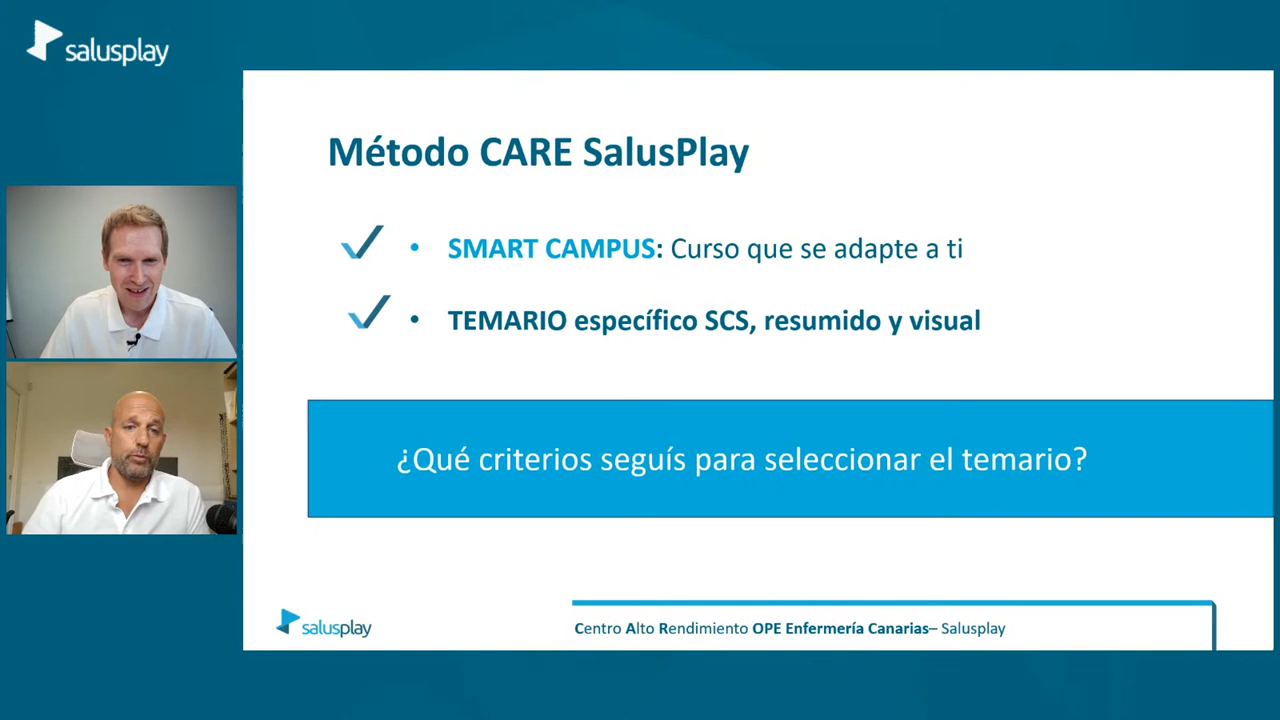 salusplay
Método CARE SalusPlay
• SMART CAMPUS: Curso que se adapte a ti
• TEMARIO específico SCS, resumido y visual
¿Qué criterios seguís para seleccionar el temario?
salusplay
Centro Alto Rendimiento OPE Enfermería Canarias– Salusplay